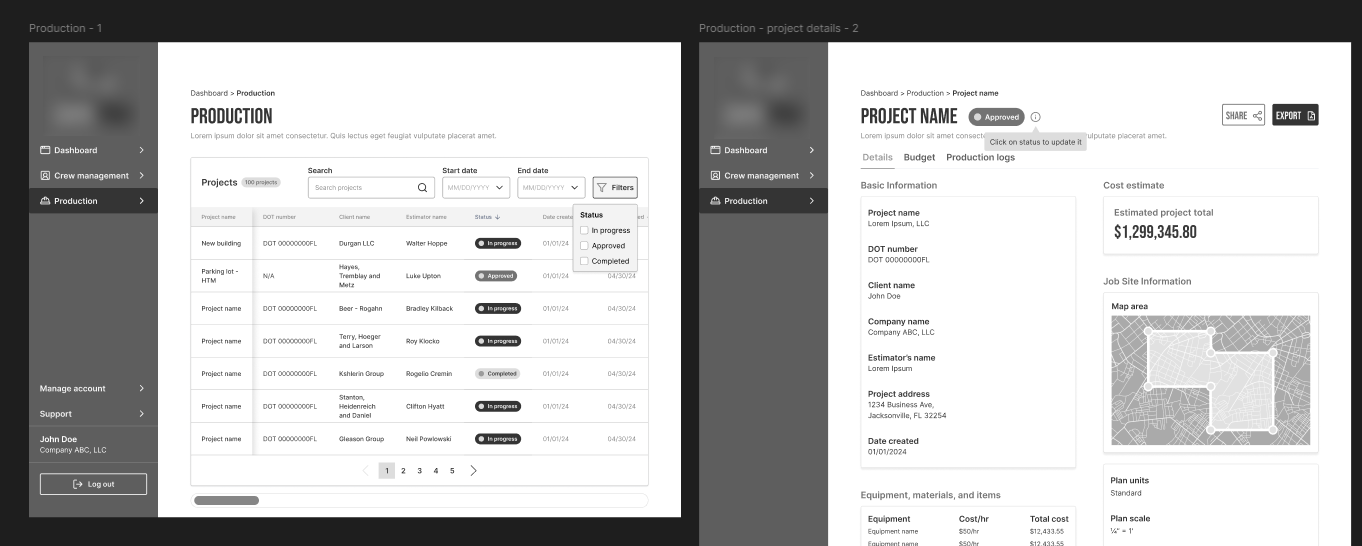 Production - 1
Dashboard
Crew management
Production
Manage account
Support
John Doe
Company ABC, LLC
Log out
Dashboard > Production
PRODUCTION
Lorem ipsum dolor sit amet consectetur. Quis lectus eget feugiat vulputate placerat amet.
Projects 100 projects
Search
Search projects
Start date
MM/DD/YYYY
End date
MM/DD/YYYY
Filters
Status
In progress
Approved
Completed
Project name DOT number Client name Estimator name Status Date create
New building DOT 00000000FL Durgan LLC Walter Hoppe In progress 01/01/24
Parking lot - HTM N/A Hayes, Tremblay and Metz Luke Upton Approved 01/01/24 04/30/24
Project name DOT 00000000FL Beer - Rogahn Bradley Kilback In progress 01/01/24 04/30/24
Project name DOT 00000000FL Terry, Hoeger and Larson Roy Klocko In progress 01/01/24 04/30/24
Project name DOT 00000000FL Kshlerin Group Rogelio Cremin Completed 01/01/24 04/30/24
Project name DOT 00000000FL Stanton, Heidenreich and Daniel Clifton Hyatt In progress 01/01/24 04/30/24
Project name DOT 00000000FL Gleason Group Neil Powlowski In progress 01/01/24 04/30/24
1 2 3 4 5
Production - project details - 2
Dashboard
Crew management
Production
Dashboard > Production > Project name
PROJECT NAME Approved
SHARE EXPORT
Lorem ipsum dolor sit amet consect
vulputate placerat amet.
Click on status to update it
Details Budget Production logs
Basic Information
Project name
Lorem Ipsum, LLC
DOT number
DOT 00000000FL
Client name
John Doe
Company name
Company ABC, LLC
Estimator's name
Lorem Ipsum
Project address
1234 Business Ave,
Jacksonville, FL 32254
Date created
01/01/2024
Equipment, materials, and items
Equipment Cost/hr Total cost
Equipment name $50/hr $12,433.55
Equipment name $50/hr $12,433.55
Cost estimate
Estimated project total
$1,299,345.80
Job Site Information
Map area
Plan units
Standard
Plan scale
¼" = 1'